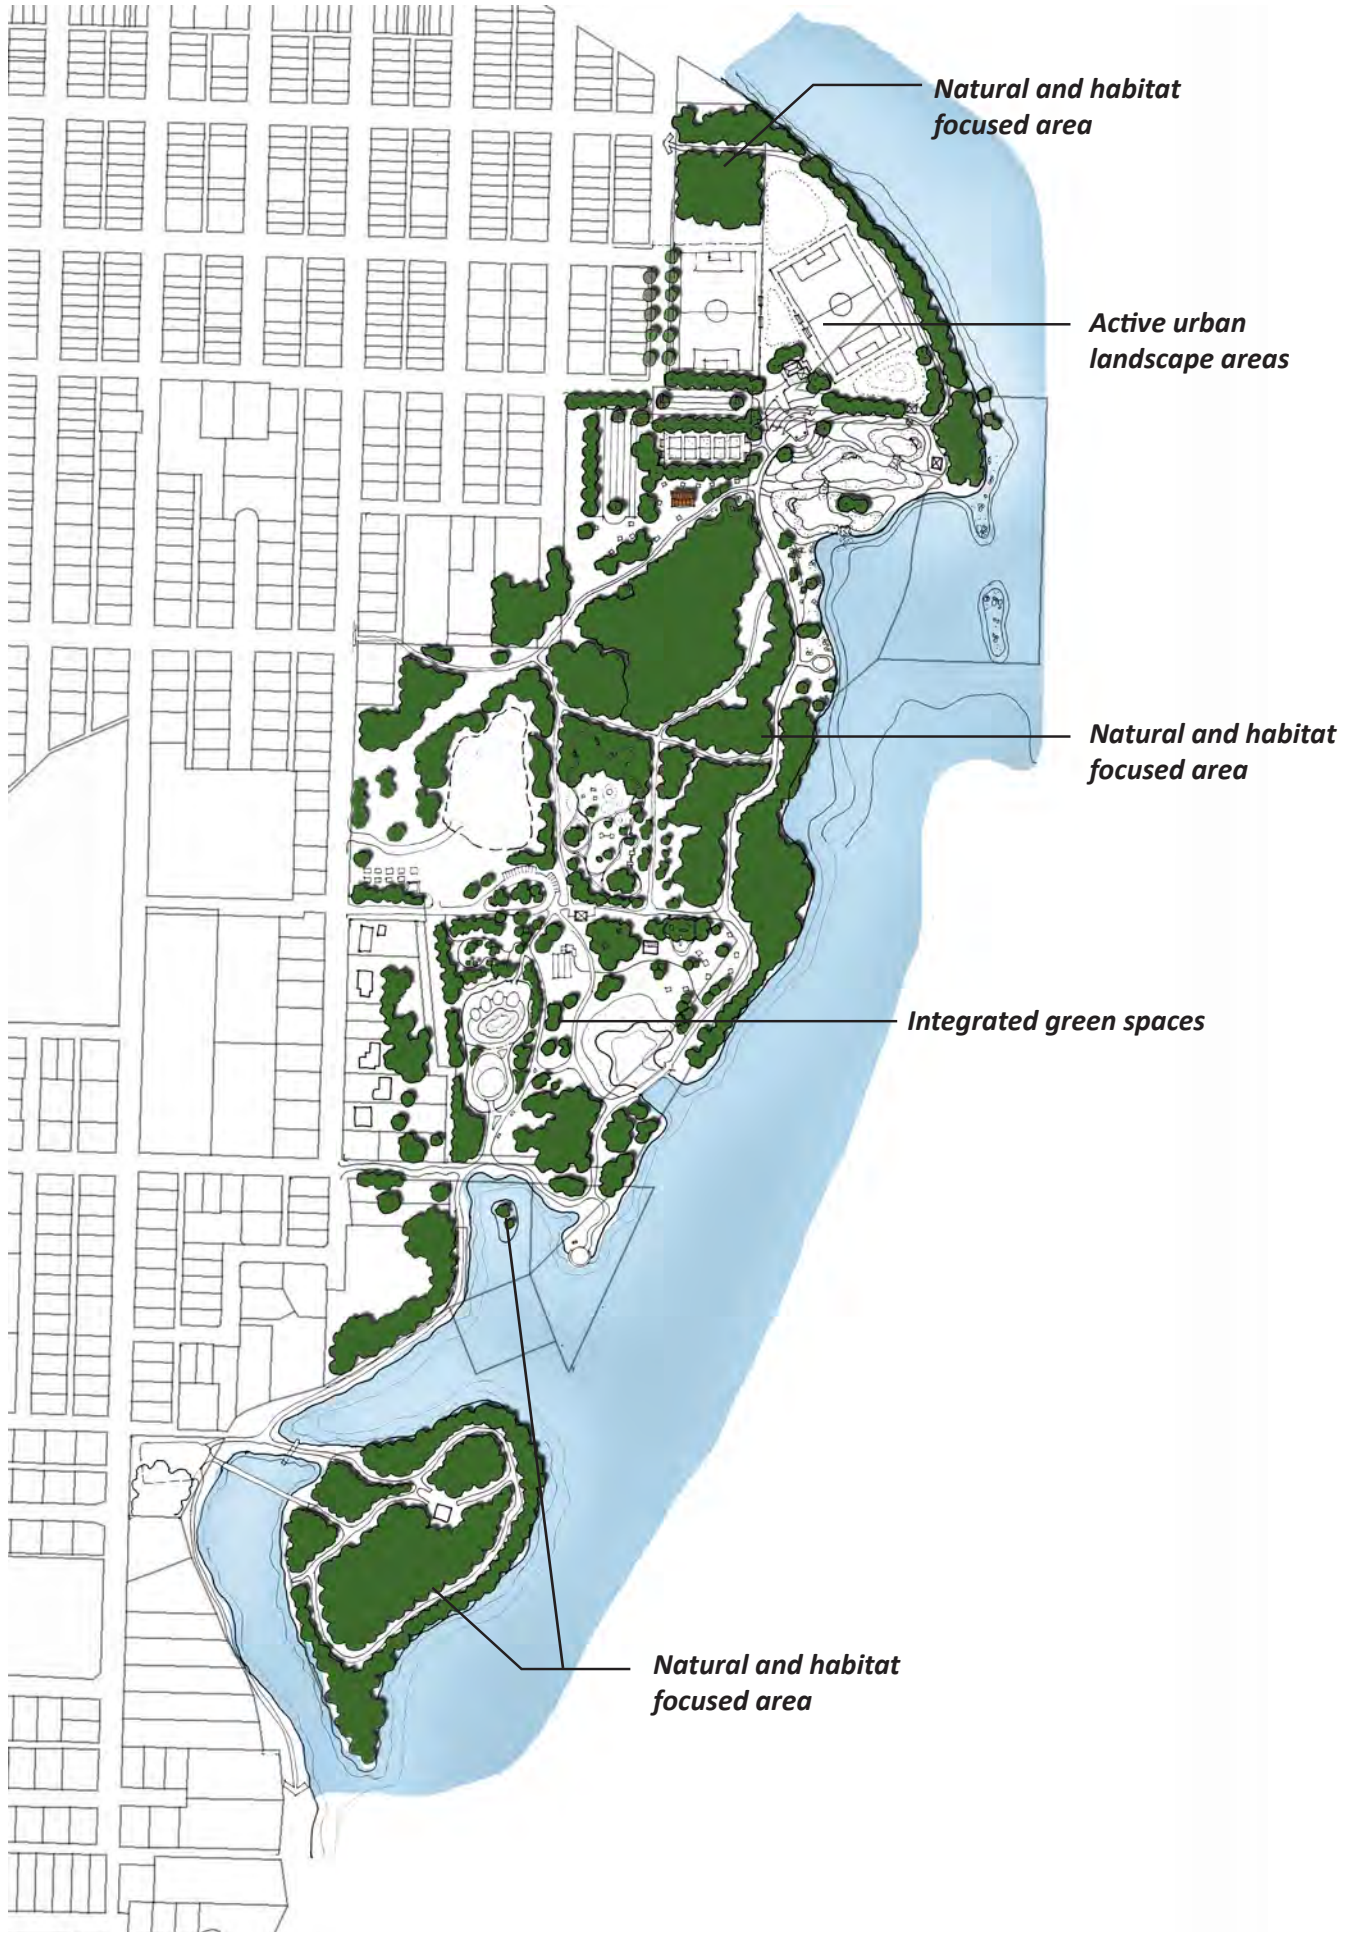 Natural and habitat
focused area
Active urban
landscape areas
Natural and habitat
focused area
Integrated green spaces
Natural and habitat
focused area